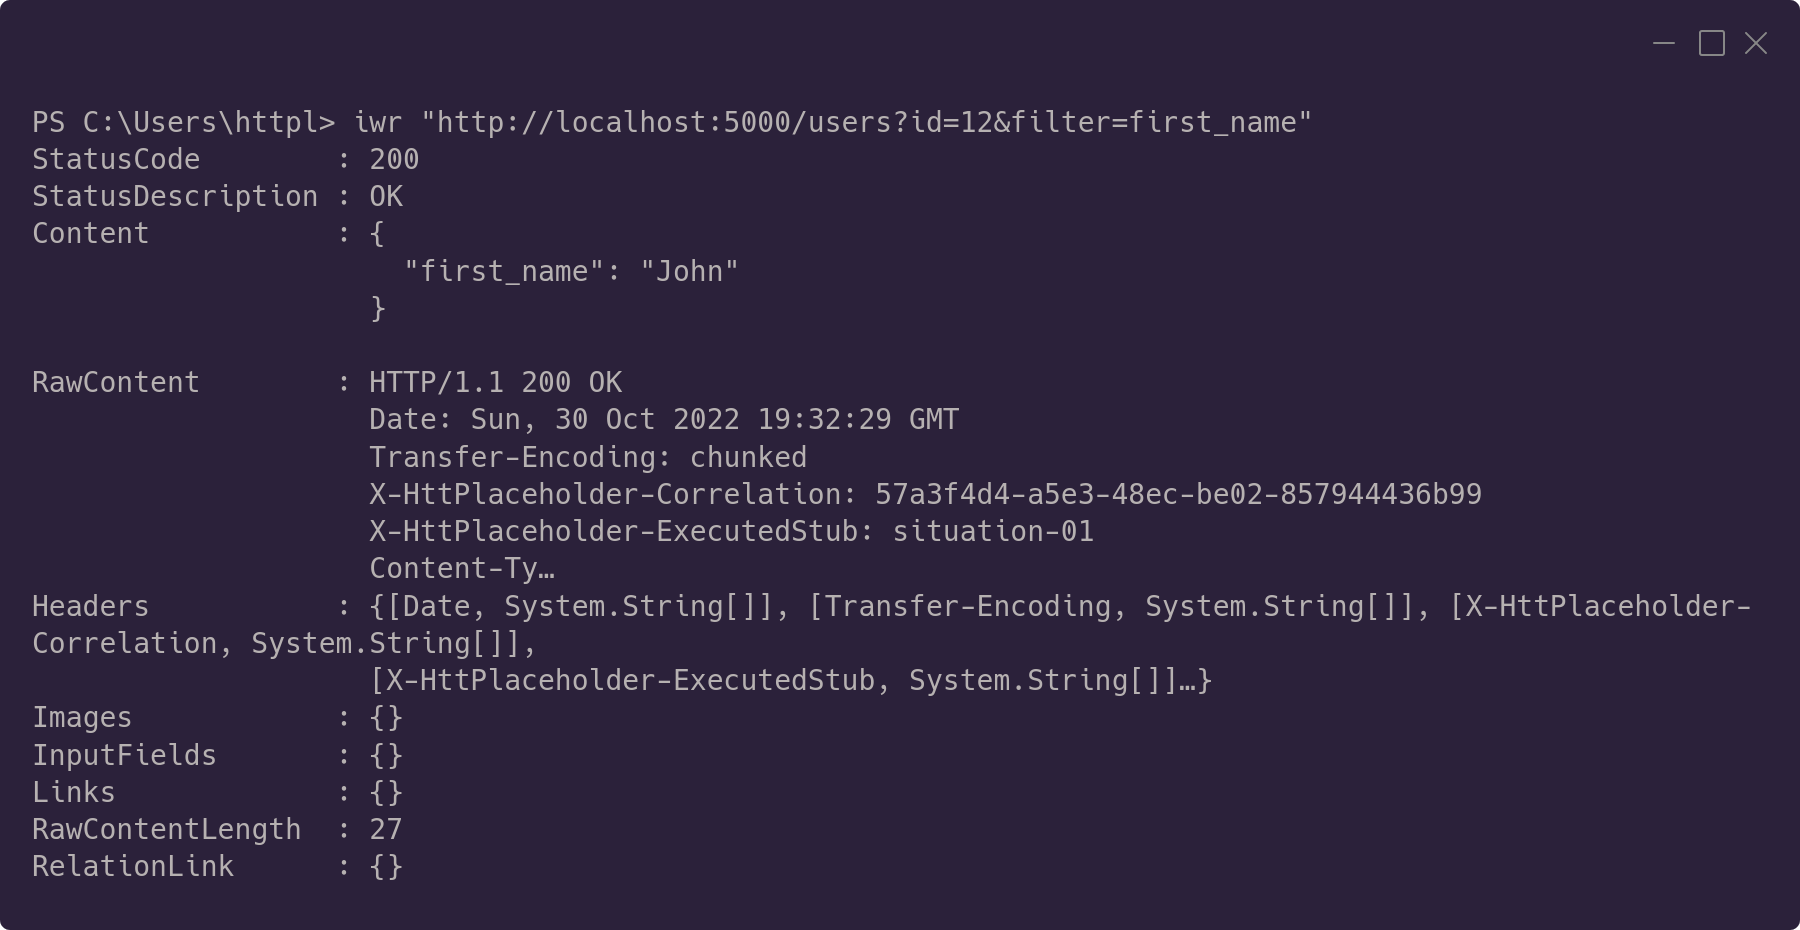 PS C:\Users\httpl> iwr "http://localhost:5000/users?id=12&filter=first_name"
StatusCode        : 200
StatusDescription : OK
Content           : {
                      "first_name": "John"
                    }

RawContent        : HTTP/1.1 200 OK
                    Date: Sun, 30 Oct 2022 19:32:29 GMT
                    Transfer-Encoding: chunked
                    X-HttPlaceholder-Correlation: 57a3f4d4-a5e3-48ec-be02-857944436b99
                    X-HttPlaceholder-ExecutedStub: situation-01
                    Content-Ty…
Headers           : {[Date, System.String[]], [Transfer-Encoding, System.String[]], [X-HttPlaceholder-
Correlation, System.String[]],
                    [X-HttPlaceholder-ExecutedStub, System.String[]]…}
Images            : {}
InputFields       : {}
Links             : {}
RawContentLength  : 27
RelationLink      : {}